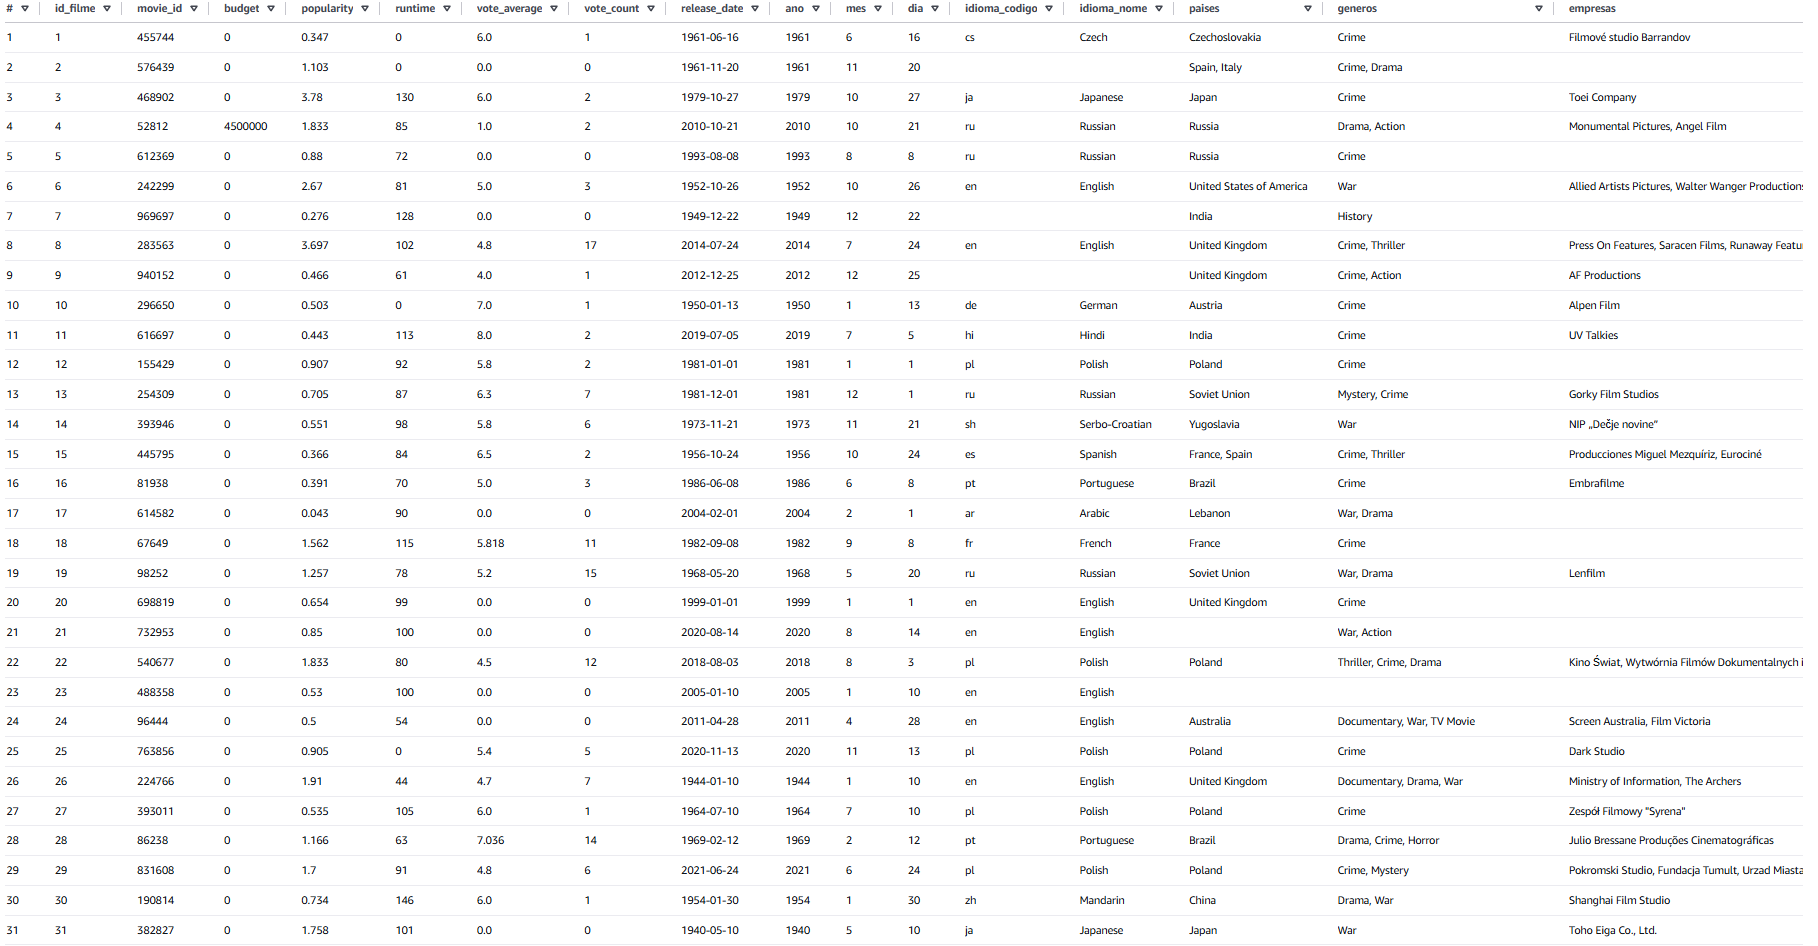 # id_filme movie_id budget popularity runtime vote_average vote_count release_date ano mes dia idioma_codigo idioma_nome paises generos empresas
1 1 455744 0 0.347 0 6.0 1 1961-06-16 1961 6 16 cs Czech Czechoslovakia Crime Filmové studio Barrandov
2 2 576439 0 1.103 0 0.0 0 1961-11-20 1961 11 20 Spain, Italy Crime, Drama
3 3 468902 0 3.78 130 6.0 2 1979-10-27 1979 10 27 ja Japanese Japan Crime Toei Company
4 4 52812 4500000 1.833 85 1.0 2 2010-10-21 2010 10 21 ru Russian Russia Drama, Action Monumental Pictures, Angel Film
5 5 612369 0 0.88 72 0.0 0 1993-08-08 1993 8 8 ru Russian Russia Crime
6 6 242299 0 2.67 81 5.0 3 1952-10-26 1952 10 26 en English United States of America War Allied Artists Pictures, Walter Wanger Productions
7 7 969697 0 0.276 128 0.0 0 1949-12-22 1949 12 22 India History
8 8 283563 0 3.697 102 4.8 17 2014-07-24 2014 7 24 en English United Kingdom Crime, Thriller Press On Features, Saracen Films, Runaway Featu
9 9 940152 0 0.466 61 4.0 1 2012-12-25 2012 12 25 United Kingdom Crime, Action AF Productions
10 10 296650 0 0.503 0 7.0 1 1950-01-13 1950 1 13 de German Austria Crime Alpen Film
11 11 616697 0 0.443 113 8.0 2 2019-07-05 2019 7 5 hi Hindi India Crime UV Talkies
12 12 155429 0 0.907 92 5.8 2 1981-01-01 1981 1 1 pl Polish Poland Crime
13 13 254309 0 0.705 87 6.3 7 1981-12-01 1981 12 1 ru Russian Soviet Union Mystery, Crime Gorky Film Studios
14 14 393946 0 0.551 98 5.8 6 1973-11-21 1973 11 21 sh Serbo-Croatian Yugoslavia War NIP „Dečje novine“
15 15 445795 0 0.366 84 6.5 2 1956-10-24 1956 10 24 es Spanish France, Spain Crime, Thriller Producciones Miguel Mezquíriz, Eurociné
16 16 81938 0 0.391 70 5.0 3 1986-06-08 1986 6 8 pt Portuguese Brazil Crime Embrafilme
17 17 614582 0 0.043 90 0.0 0 2004-02-01 2004 2 1 ar Arabic Lebanon War, Drama
18 18 67649 0 1.562 115 5.818 11 1982-09-08 1982 9 8 fr French France Crime
19 19 98252 0 1.257 78 5.2 15 1968-05-20 1968 5 20 ru Russian Soviet Union War, Drama Lenfilm
20 20 698819 0 0.654 99 0.0 0 1999-01-01 1999 1 1 en English United Kingdom Crime
21 21 732953 0 0.85 100 0.0 0 2020-08-14 2020 8 14 en English War, Action
22 22 540677 0 1.833 80 4.5 12 2018-08-03 2018 8 3 pl Polish Poland Thriller, Crime, Drama Kino Świat, Wytwórnia Filmów Dokumentalnych i
23 23 488358 0 0.53 100 0.0 0 2005-01-10 2005 1 10 en English
24 24 96444 0 0.5 54 0.0 0 2011-04-28 2011 4 28 en English Australia Documentary, War, TV Movie Screen Australia, Film Victoria
25 25 763856 0 0.905 0 5.4 5 2020-11-13 2020 11 13 pl Polish Poland Crime Dark Studio
26 26 224766 0 1.91 44 4.7 7 1944-01-10 1944 1 10 en English United Kingdom Documentary, Drama, War Ministry of Information, The Archers
27 27 393011 0 0.535 105 6.0 1 1964-07-10 1964 7 10 pl Polish Poland Crime Zespół Filmowy "Syrena"
28 28 86238 0 1.166 63 7.036 14 1969-02-12 1969 2 12 pt Portuguese Brazil Drama, Crime, Horror Julio Bressane Produções Cinematográficas
29 29 831608 0 1.7 91 4.8 6 2021-06-24 2021 6 24 pl Polish Poland Crime, Mystery Pokromski Studio, Fundacja Tumult, Urzad Miasta
30 30 190814 0 0.734 146 6.0 1 1954-01-30 1954 1 30 zh Mandarin China Drama, War Shanghai Film Studio
31 31 382827 0 1.758 101 0.0 0 1940-05-10 1940 5 10 ja Japanese Japan War Toho Eiga Co., Ltd.